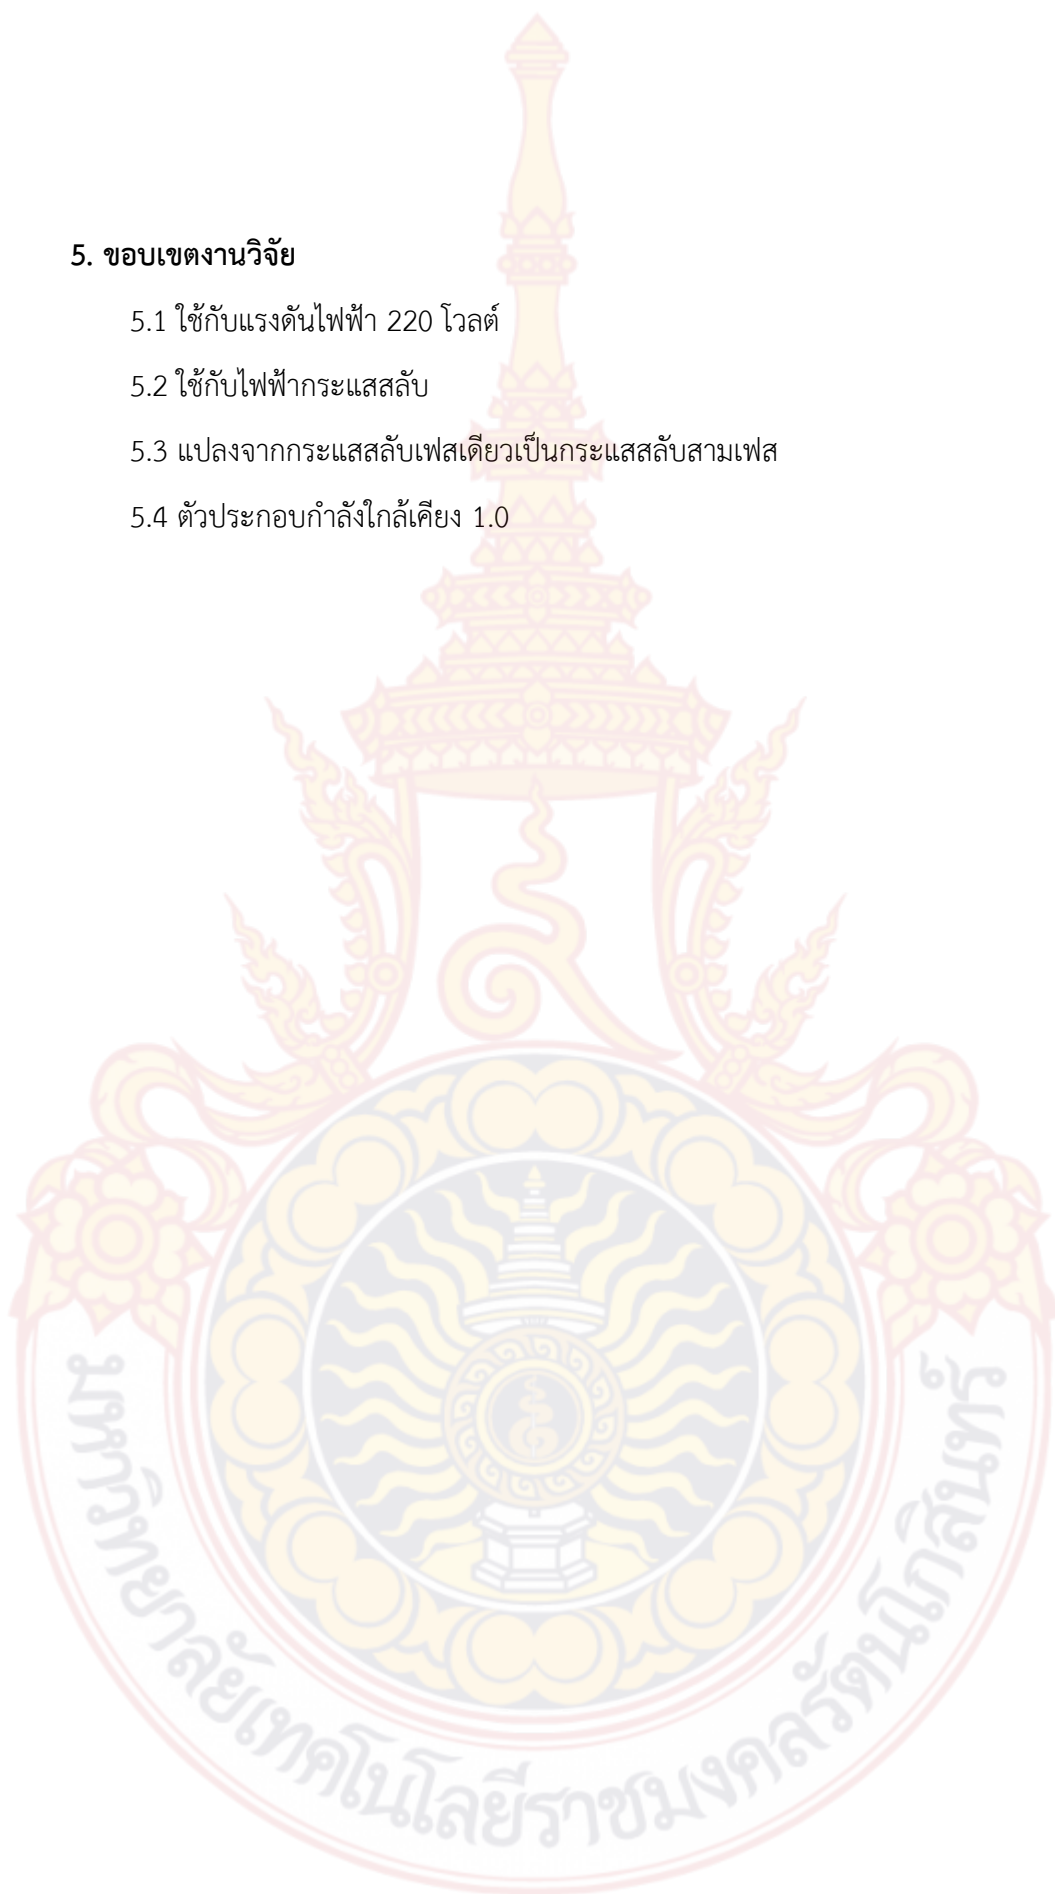 5. ขอบเขตงานวิจัย
5.1 ใช้กับแรงดันไฟฟ้า 220 โวลต์
5.2 ใช้กับไฟฟ้ากระแสสลับ
5.3 แปลงจากกระแสสลับเฟสเดียวเป็นกระแสสลับสามเฟส
5.4 ตัวประกอบกำลังใกล้เคียง 1.0
มหาวิทยาลัยเทคโนโลยีราชมงคลรัตนโกสินทร์